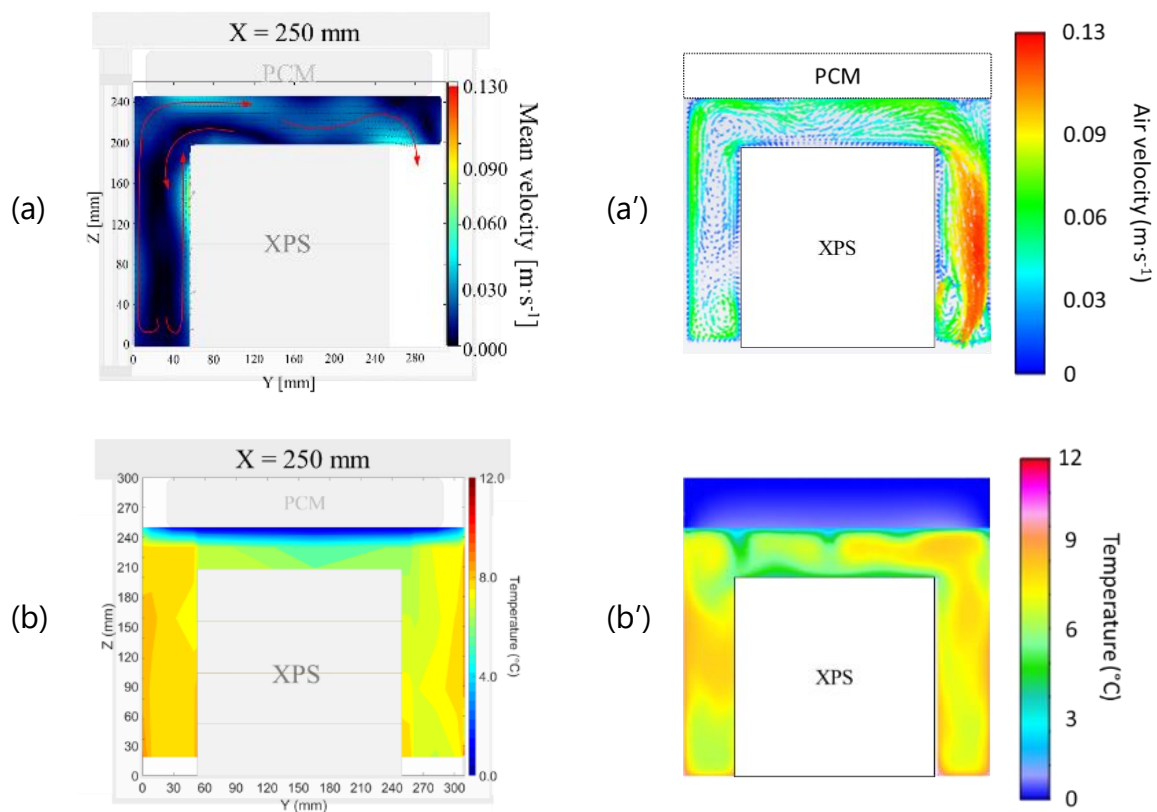 (a)
X = 250 mm
PCM
240
200
160
120
80
40
0
Z [mm]
0 40 80 120 160 200 240 280
Y [mm]
XPS
0.130
0.090
0.060
0.030
0.000
Mean velocity [m·s⁻¹]
(a’)
PCM
XPS
0.13
0.09
0.06
0.03
0
Air velocity (m·s⁻¹)
(b)
X = 250 mm
PCM
300
270
240
210
180
150
120
90
60
30
0
Z (mm)
0 30 60 90 120 150 180 210 240 270 300
Y (mm)
XPS
12.0
8.0
4.0
0.0
Temperature (°C)
(b’)
XPS
12
9
6
3
0
Temperature (°C)